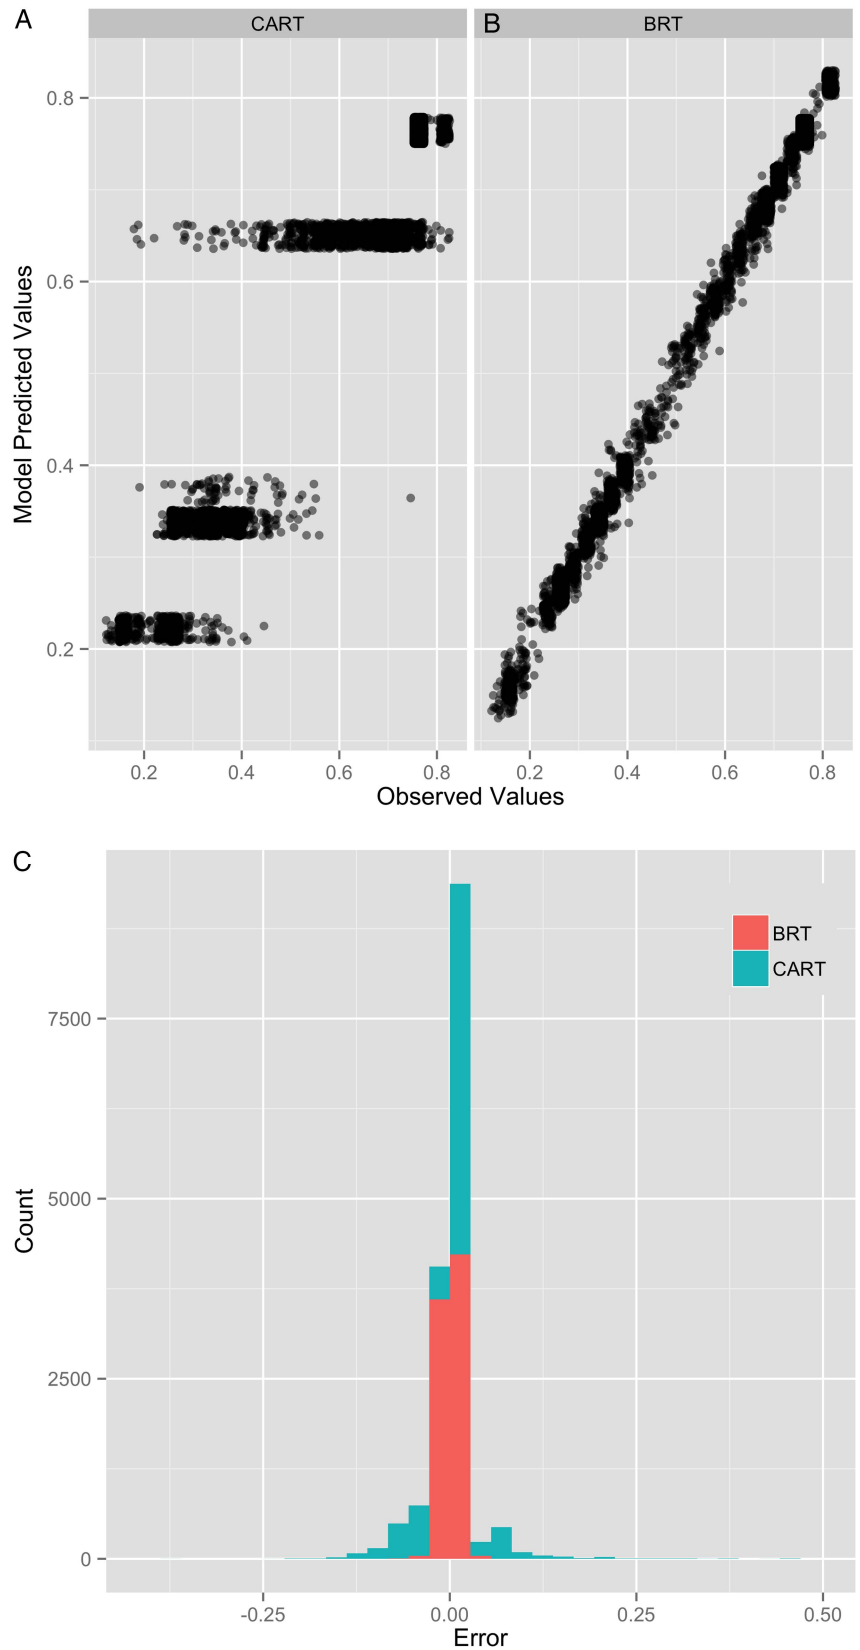 A
CART
B
BRT
0.8
0.6
0.4
0.2
Model Predicted Values
0.2 0.4 0.6 0.8
0.2 0.4 0.6 0.8
Observed Values
C
BRT
CART
7500
5000
2500
0
Count
-0.25 0.00 0.25 0.50
Error